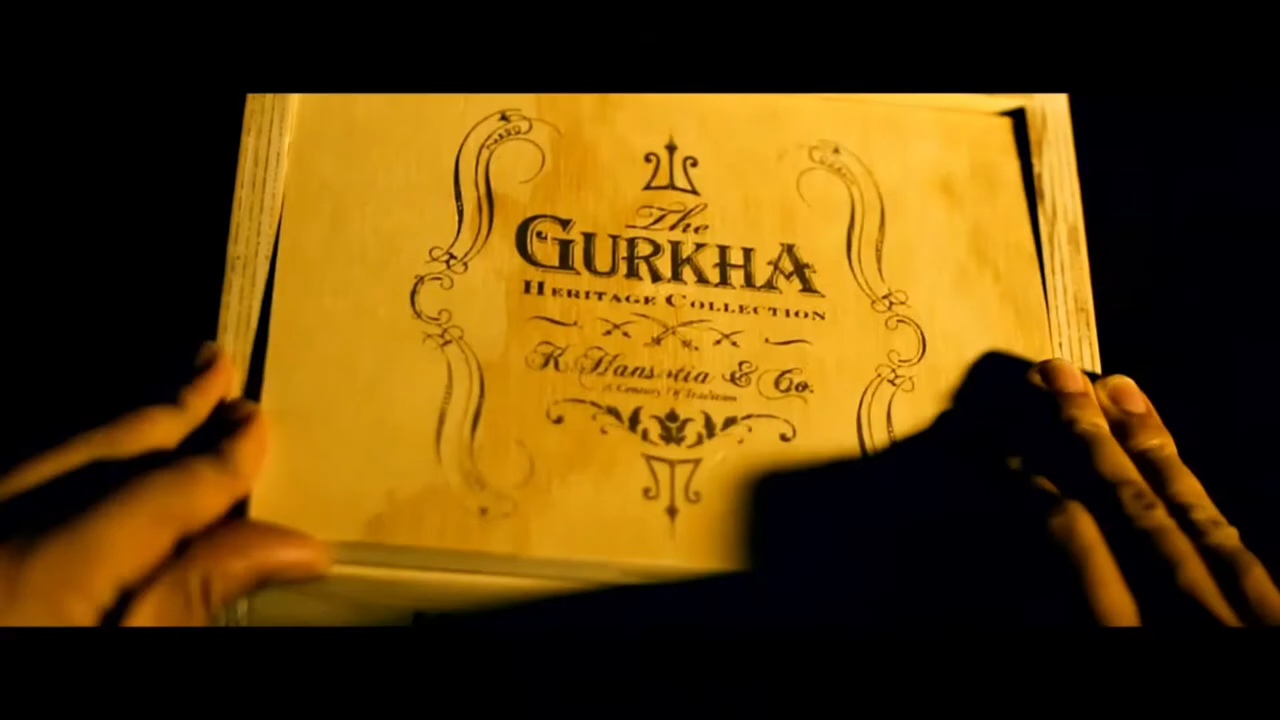 The
GURKHA
HERITAGE COLLECTION
K Hansotia & Co.
A Century Of Tradition